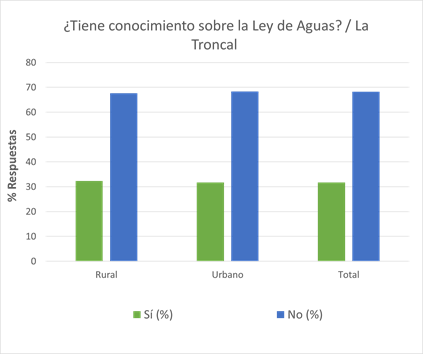 ¿Tiene conocimiento sobre la Ley de Aguas? / La
Troncal
80
70
60
50
40
30
20
10
0
% Respuestas
Rural Urbano Total
Sí (%) No (%)